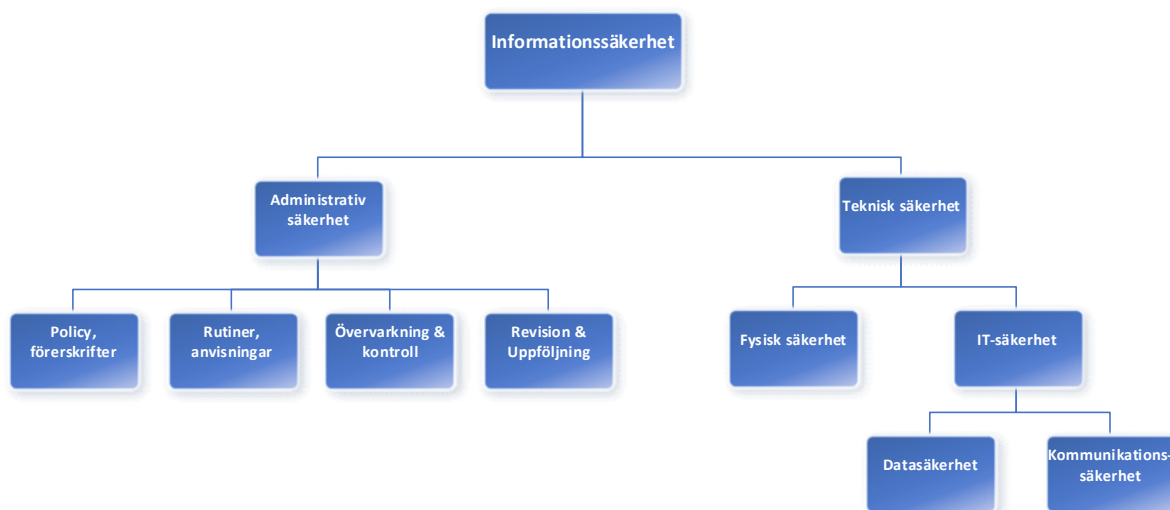 Informationssäkerhet
Administrativ
säkerhet
Teknisk säkerhet
Policy,
förerskrifter
Rutiner,
anvisningar
Övervarkning &
kontroll
Revision &
Uppföljning
Fysisk säkerhet
IT-säkerhet
Datasäkerhet
Kommunikations-
säkerhet